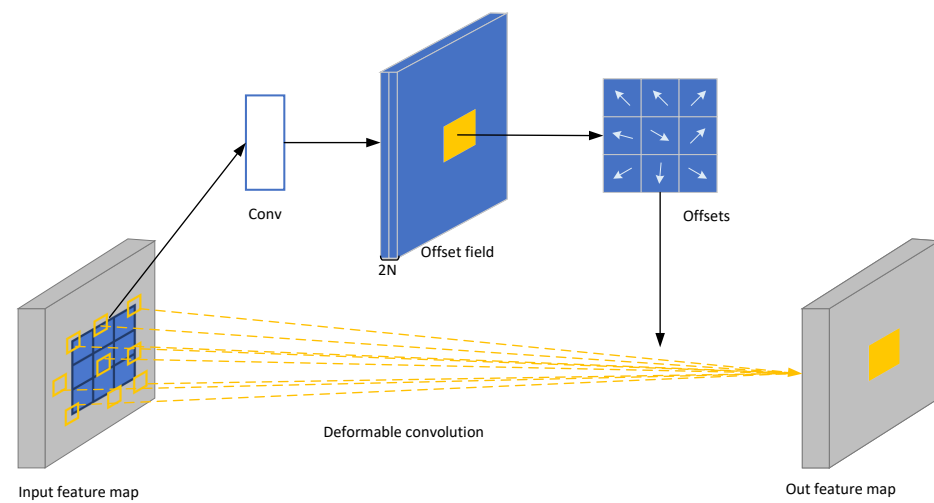 Conv
Offsets
Offset field
2N
Deformable convolution
Input feature map
Out feature map